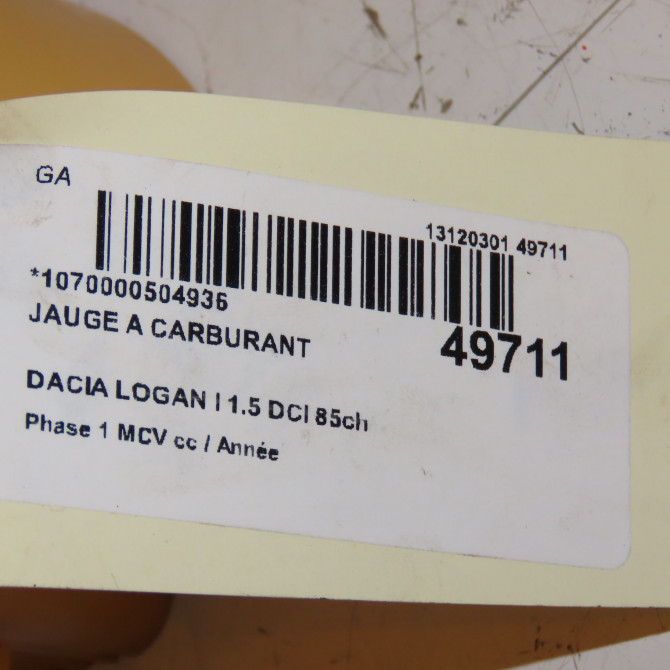 GA
13120301 49711
*1070000504936
49711
JAUGE A CARBURANT
DACIA LOGAN I 1.5 DCI 85ch
Phase 1 MCV cc / Année